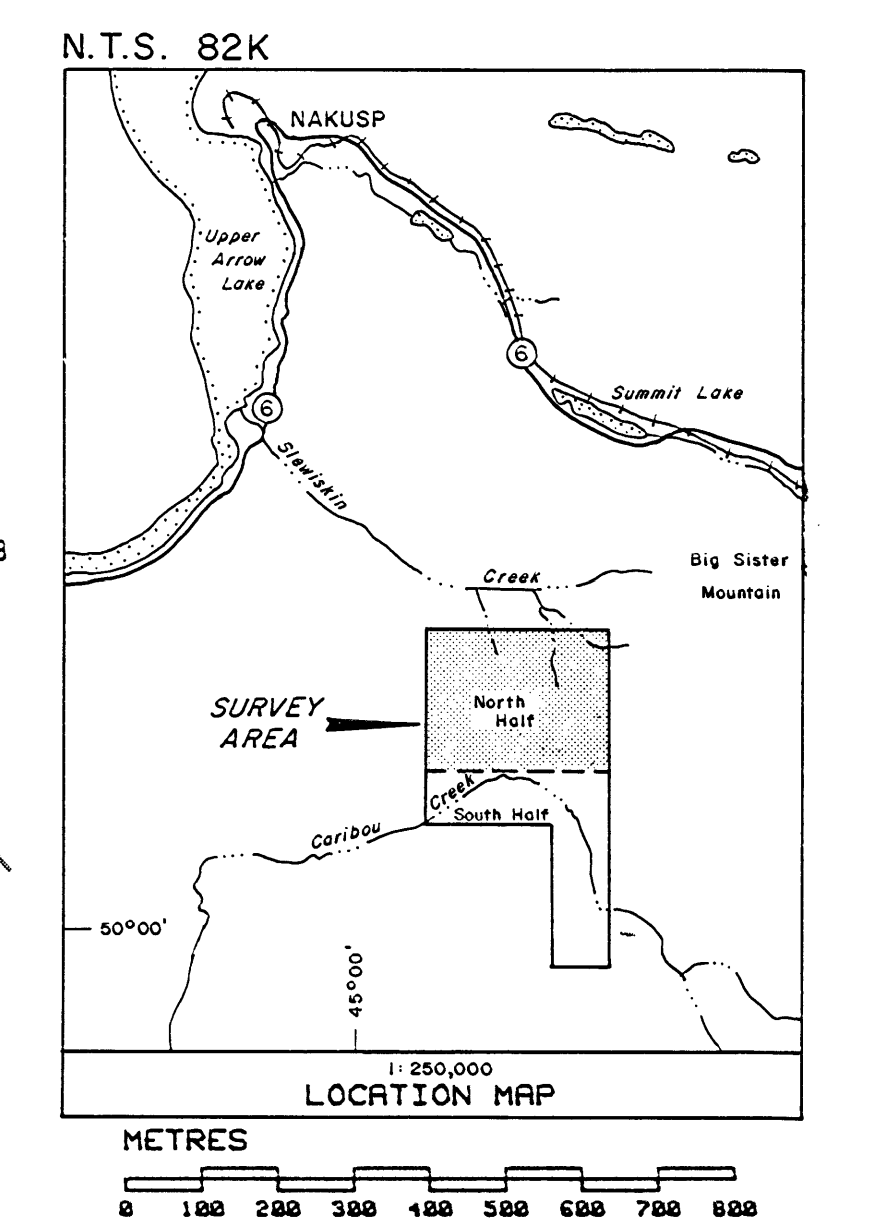 N.T.S. 82K
NAKUSP
Upper
Arrow
Lake
6
6
Summit Lake
Slewiskin
Creek
Big Sister
Mountain
SURVEY
AREA
North
Half
Creek
South Half
Caribou
50°00'
45°00'
1:250,000
LOCATION MAP
METRES
0 100 200 300 400 500 600 700 800